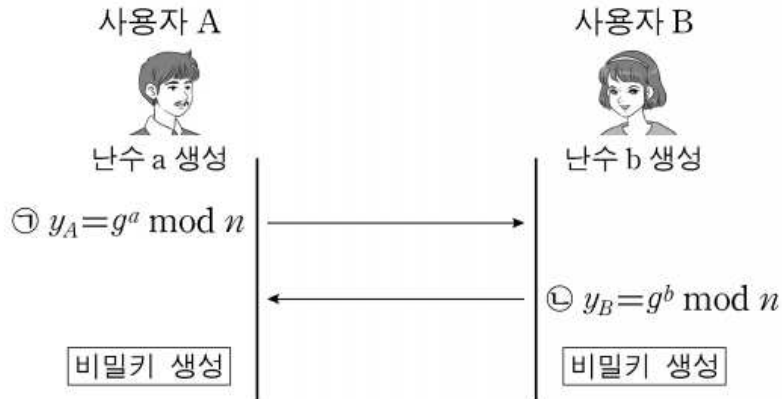 사용자 A
사용자 B
난수 a 생성
난수 b 생성
㉠ y_A=g^a mod n
㉡ y_B=g^b mod n
비밀키 생성
비밀키 생성